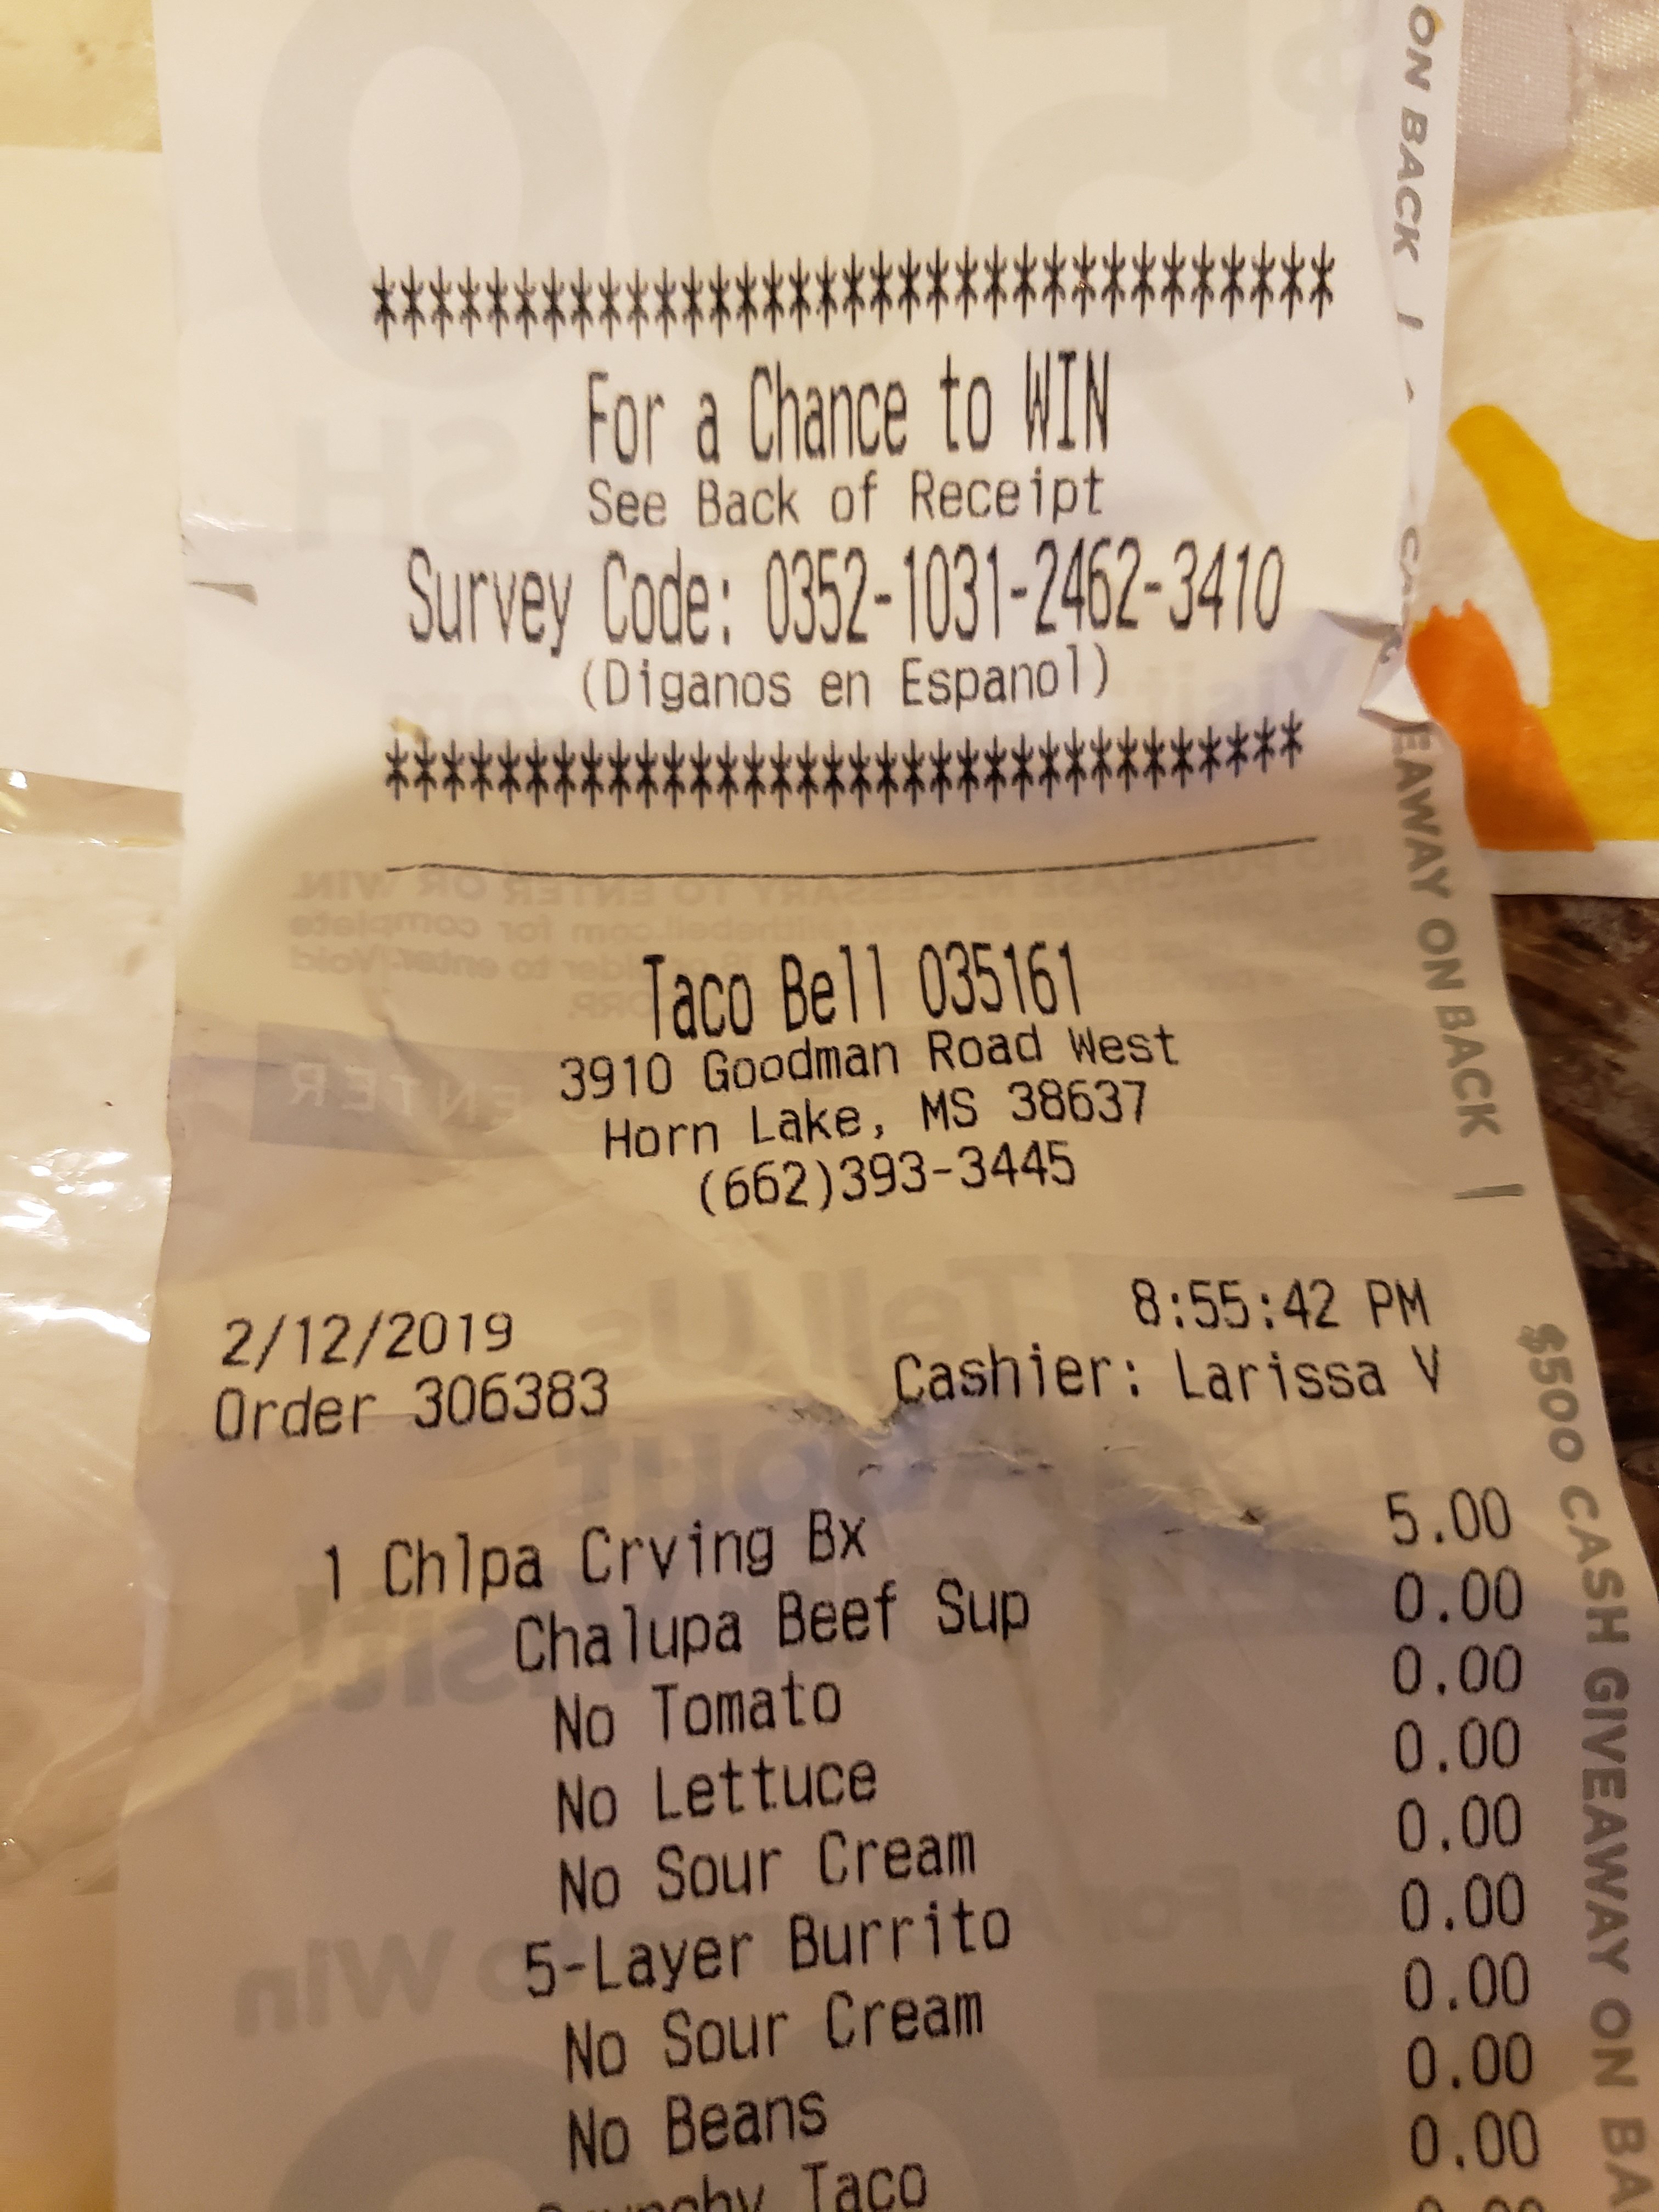 *********************************
For a Chance to WIN
See Back of Receipt
Survey Code: 0352-1031-2462-3410
(Diganos en Espanol)
*********************************
Taco Bell 035161
3910 Goodman Road West
Horn Lake, MS 38637
(662)393-3445
2/12/2019 8:55:42 PM
Order 306383 Cashier: Larissa V
1 Chlpa Crving Bx 5.00
Chalupa Beef Sup 0.00
No Tomato 0.00
No Lettuce 0.00
No Sour Cream 0.00
5-Layer Burrito 0.00
No Sour Cream 0.00
No Beans 0.00
Taco 0.00
ON BACK |
EAWAY ON BACK |
$500 CASH GIVEAWAY ON BA